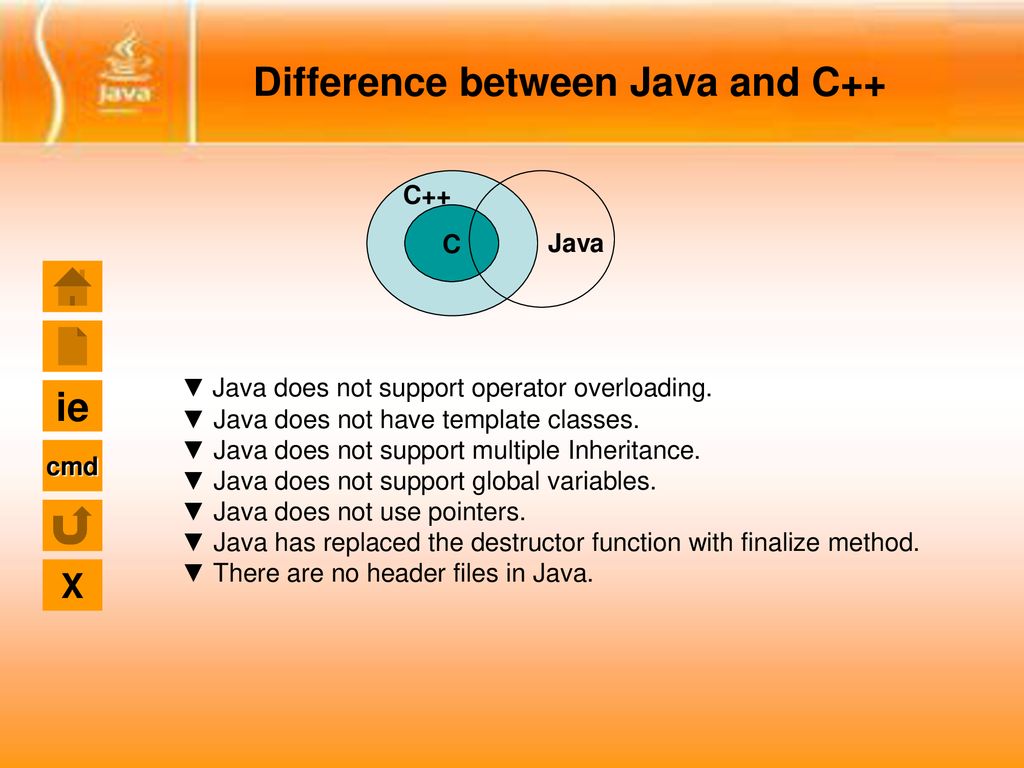 Java
Difference between Java and C++
C++
C
Java
ie
cmd
X
▼ Java does not support operator overloading.
▼ Java does not have template classes.
▼ Java does not support multiple Inheritance.
▼ Java does not support global variables.
▼ Java does not use pointers.
▼ Java has replaced the destructor function with finalize method.
▼ There are no header files in Java.